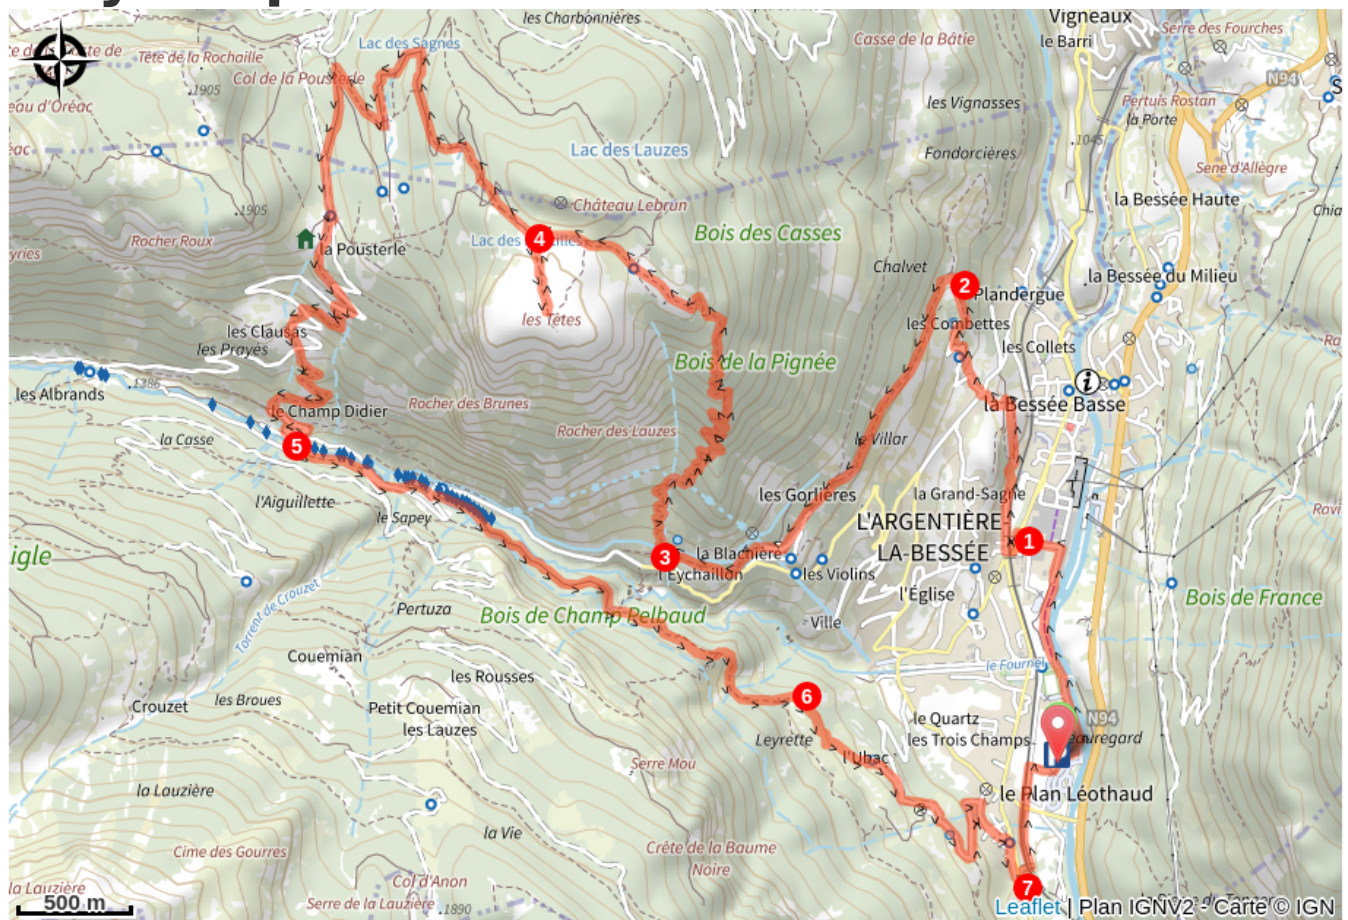 les Charbonnières
Vigneaux
le Barri
Serre des Fourches
Lac des Sagnes
Casse de la Bâtie
Tête de la Rochaille
Col de la Pousterle
N94
1905
eau d'Oréac
les Vignasses
Pertuis Rostan
la Porte
1045
Lac des Lauzes
Fondorcières
Serre d'Allègre
1905
Château Lebrun
la Bessée Haute
Rocher Roux
Bois des Casses
Lac des
4
la Pousterle
Chalvet
la Bessée du Milieu
2
Plandergue
les Têtes
les Combettes
les Clausas
les Prayes
les Collets
Bois de la Pignée
1386
les Albrands
Rocher des Brunes
la Bessée Basse
le Champ Didier
la Casse
Rocher des Lauzes
le Villar
5
l'Aiguillette
les Gorlières
la Grand-Sagne
le Sapey
L'ARGENTIÈRE
LA-BESSÉE
1
3
la Blachière
l'Eychaillon
les Violins
igle
Torrent de Crouzet
Pertuza
Bois de Champ Pelbaud
l'Église
Bois de France
Ville
Couemian
le Fournel
les Rousses
6
les Broues
Crouzet
Petit Couemian
les Lauzes
le Quartz
N94
les Trois Champs
Beauregard
Leyrette
l'Ubac
Serre Mou
la Lauzière
le Plan Léothaud
la Vie
Cime des Gourres
Crête de la Baume
Noire
Col d'Anon
la Lauzière
Serre de la Lauzière
7
500 m
1890
Leaflet | Plan IGNV2 - Carte © IGN